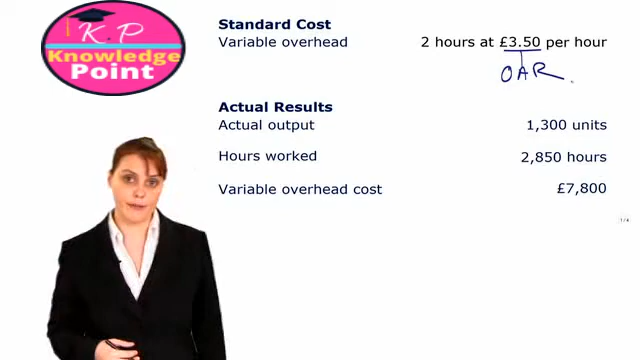 K.P
Knowledge
Point
Standard Cost
Variable overhead 2 hours at £3.50 per hour
OAR
Actual Results
Actual output 1,300 units
Hours worked 2,850 hours
Variable overhead cost £7,800